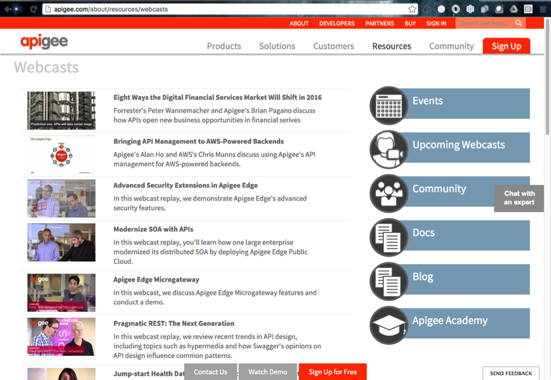 apigee.com/about/resources/webcasts
ABOUT DEVELOPERS PARTNERS BUY SIGN IN
apigee
Products Solutions Customers Resources Community Sign Up
Webcasts
Eight Ways the Digital Financial Services Market Will Shift in 2016
Forrester's Peter Wannemacher and Apigee's Brian Pagano discuss
how APIs open new business opportunities in financial serives
Bringing API Management to AWS-Powered Backends
Apigee's Alan Ho and AWS's Chris Munns discuss using Apigee's API
management for AWS-powered backends.
Advanced Security Extensions in Apigee Edge
In this webcast replay, we demonstrate Apigee Edge's advanced
security features.
Modernize SOA with APIs
In this webcast replay, you'll learn how one large enterprise
modernized its distributed SOA by deploying Apigee Edge Public
Cloud.
Apigee Edge Microgateway
In this webcast, we discuss Apigee Edge Microgateway features and
conduct a demo.
Pragmatic REST: The Next Generation
In this webcast replay, we review recent trends in API design,
including topics such as hypermedia and how Swagger's opinions on
API design influence common patterns.
Jump-start Health Dat
Events
Upcoming Webcasts
Community
Docs
Blog
Apigee Academy
Chat with
an expert
Contact Us Watch Demo Sign Up for Free
SEND FEEDBACK